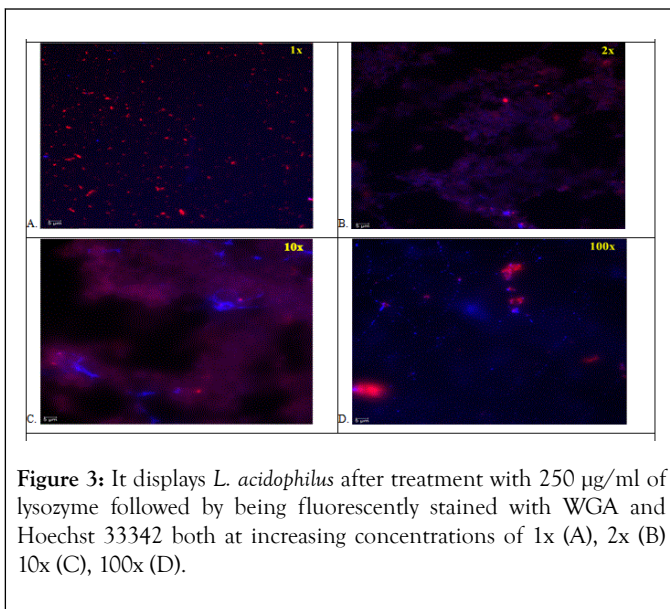 1x
2x
A.
B.
10x
100x
C.
D.
Figure 3: It displays L. acidophilus after treatment with 250 µg/ml of
lysozyme followed by being fluorescently stained with WGA and
Hoechst 33342 both at increasing concentrations of 1x (A), 2x (B)
10x (C), 100x (D).